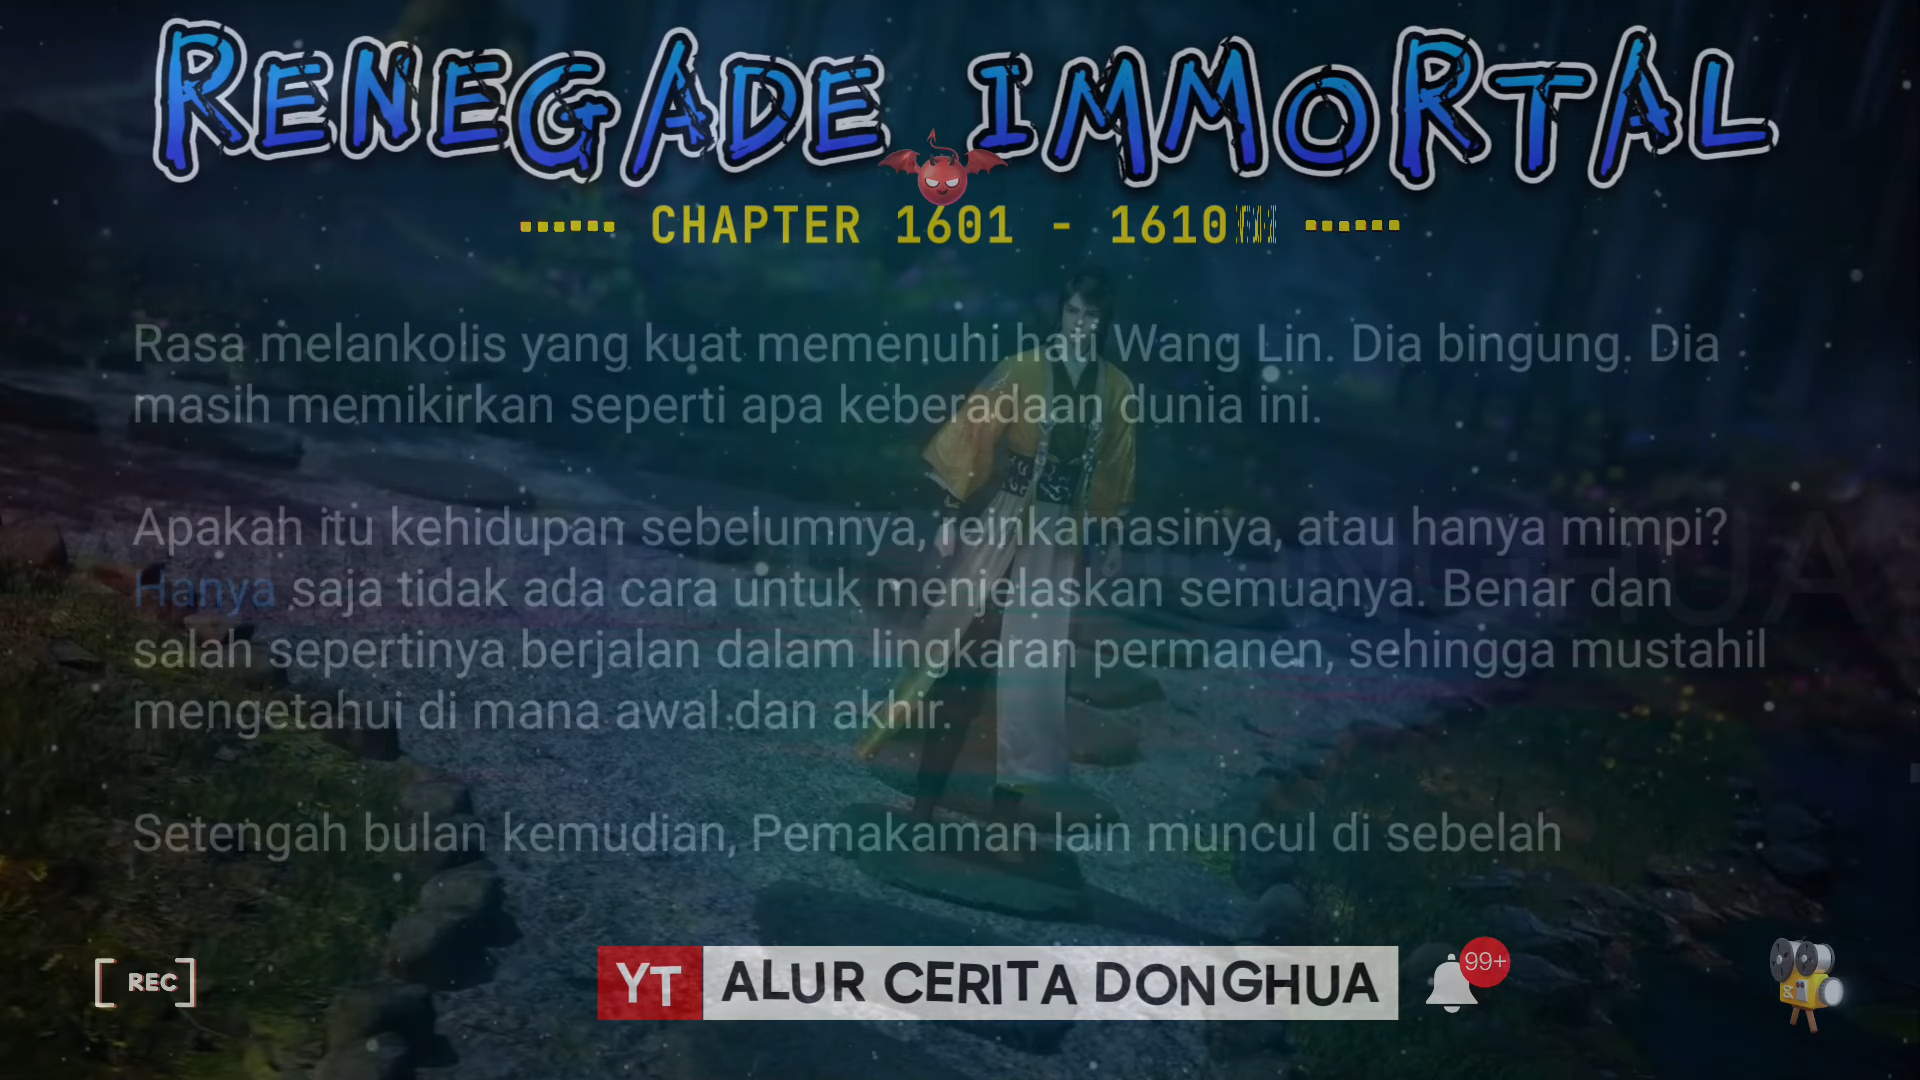 RENEGADE IMMORTAL
CHAPTER 1601 - 1610
Rasa melankolis yang kuat memenuhi hati Wang Lin. Dia bingung. Dia
masih memikirkan seperti apa keberadaan dunia ini.
Apakah itu kehidupan sebelumnya, reinkarnasinya, atau hanya mimpi?
Hanya saja tidak ada cara untuk menjelaskan semuanya. Benar dan
salah sepertinya berjalan dalam lingkaran permanen, sehingga mustahil
mengetahui di mana awal dan akhir.
Setengah bulan kemudian, Pemakaman lain muncul di sebelah
[ REC ]
YT ALUR CERITA DONGHUA
99+